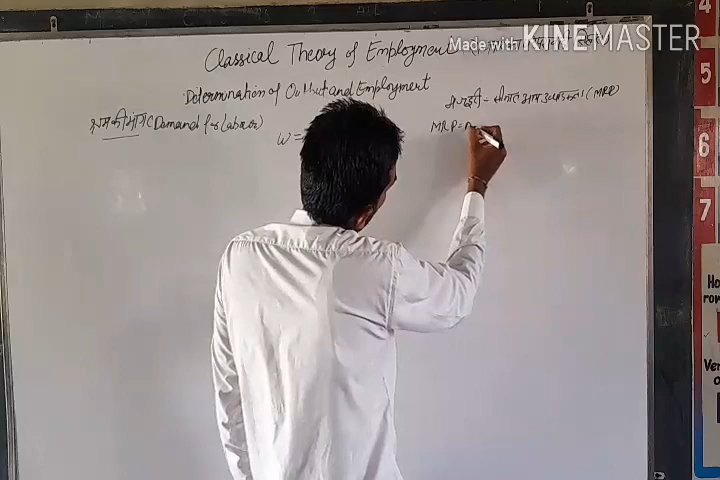 Classical Theory of Employment
Made with KINEMASTER
Determination of Output and Employment
मजदूरी = सीमांत आय उत्पादकता (MRP)
श्रम की मांग (Demand for Labour)
W =
MRP =
4
5
6
7